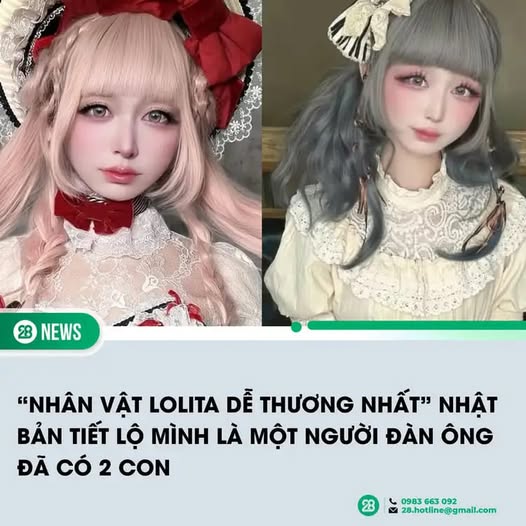 28 NEWS
“NHÂN VẬT LOLITA DỄ THƯƠNG NHẤT” NHẬT
BẢN TIẾT LỘ MÌNH LÀ MỘT NGƯỜI ĐÀN ÔNG
ĐÃ CÓ 2 CON
28
0983 663 092
28.hotline@gmail.com